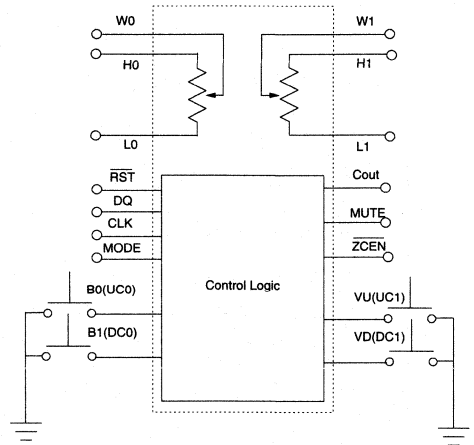 W0
W1
H0
H1
L0
L1
RST
Cout
DQ
MUTE
CLK
ZCEN
MODE
Control Logic
B0(UC0)
VU(UC1)
B1(DC0)
VD(DC1)